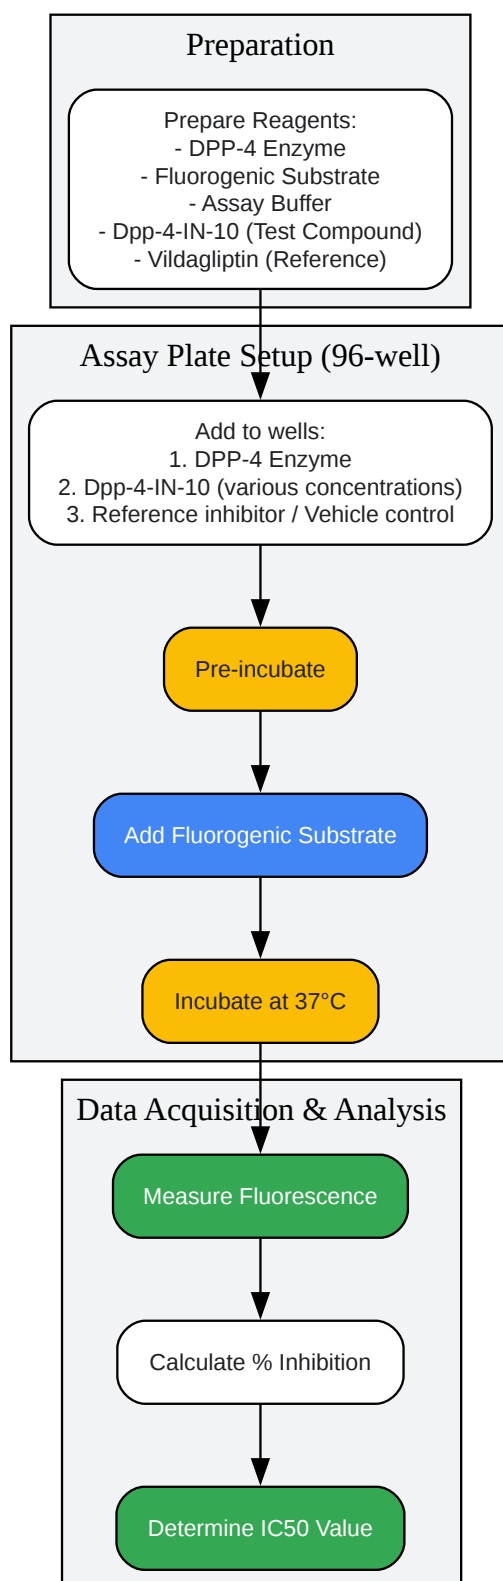 Preparation
Prepare Reagents:
- DPP-4 Enzyme
- Fluorogenic Substrate
- Assay Buffer
- Dpp-4-IN-10 (Test Compound)
- Vildagliptin (Reference)
Assay Plate Setup (96-well)
Add to wells:
1. DPP-4 Enzyme
2. Dpp-4-IN-10 (various concentrations)
3. Reference inhibitor / Vehicle control
Pre-incubate
Add Fluorogenic Substrate
Incubate at 37°C
Data Acquisition & Analysis
Measure Fluorescence
Calculate % Inhibition
Determine IC50 Value